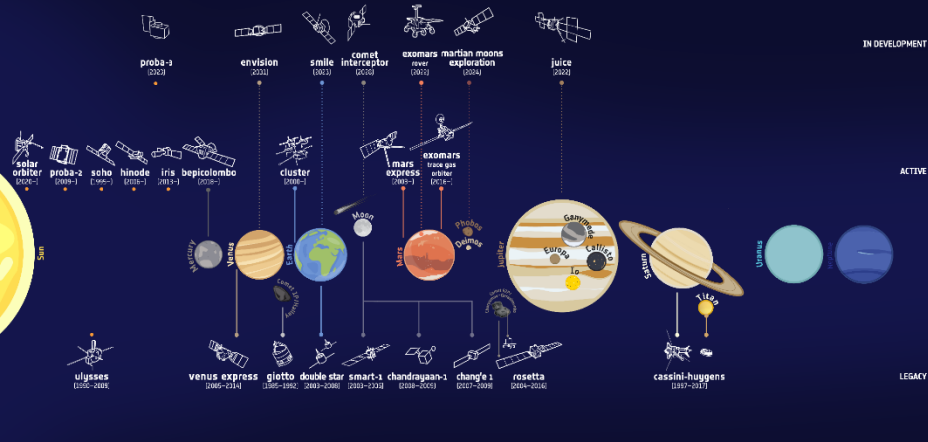 IN DEVELOPMENT
proba-3
[2023]
envision
[2031]
smile
[2023]
comet
interceptor
[2028]
exomars
rover
[2022]
martian moons
exploration
[2024]
juice
[2022]
ACTIVE
solar
orbiter
[2020-]
proba-2
[2009-]
soho
[1995-]
hinode
[2006-]
iris
[2013-]
bepicolombo
[2018-]
cluster
[2000-]
mars
express
[2003-]
exomars
trace gas
orbiter
[2016-]
Sun
Mercury
Venus
Earth
Moon
Mars
Phobos
Deimos
Jupiter
Ganymede
Europa
Callisto
Io
Saturn
Titan
Uranus
LEGACY
ulysses
[1990-2009]
venus express
[2005-2014]
giotto
[1985-1992]
double star
[2003-2008]
smart-1
[2003-2006]
chandrayaan-1
[2008-2009]
chang'e 1
[2007-2009]
rosetta
[2004-2016]
cassini-huygens
[1997-2017]